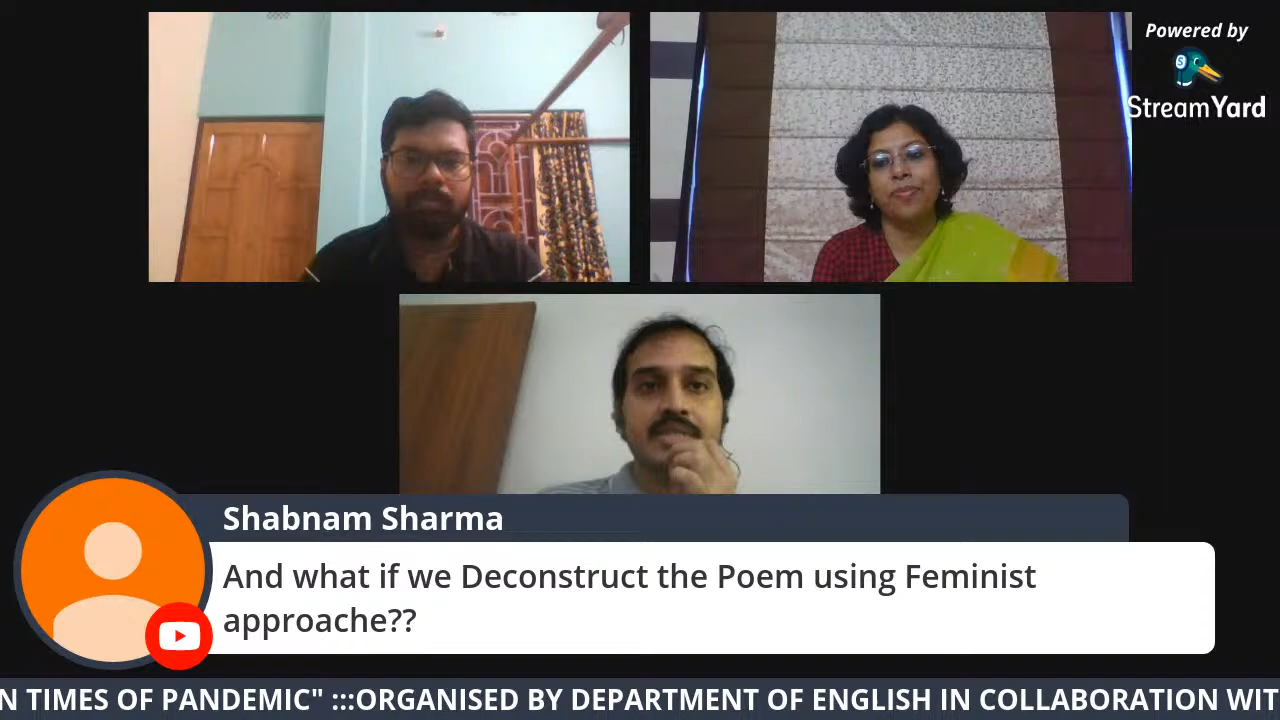 Powered by
StreamYard
Shabnam Sharma
And what if we Deconstruct the Poem using Feminist
approache??
N TIMES OF PANDEMIC" :::ORGANISED BY DEPARTMENT OF ENGLISH IN COLLABORATION WIT